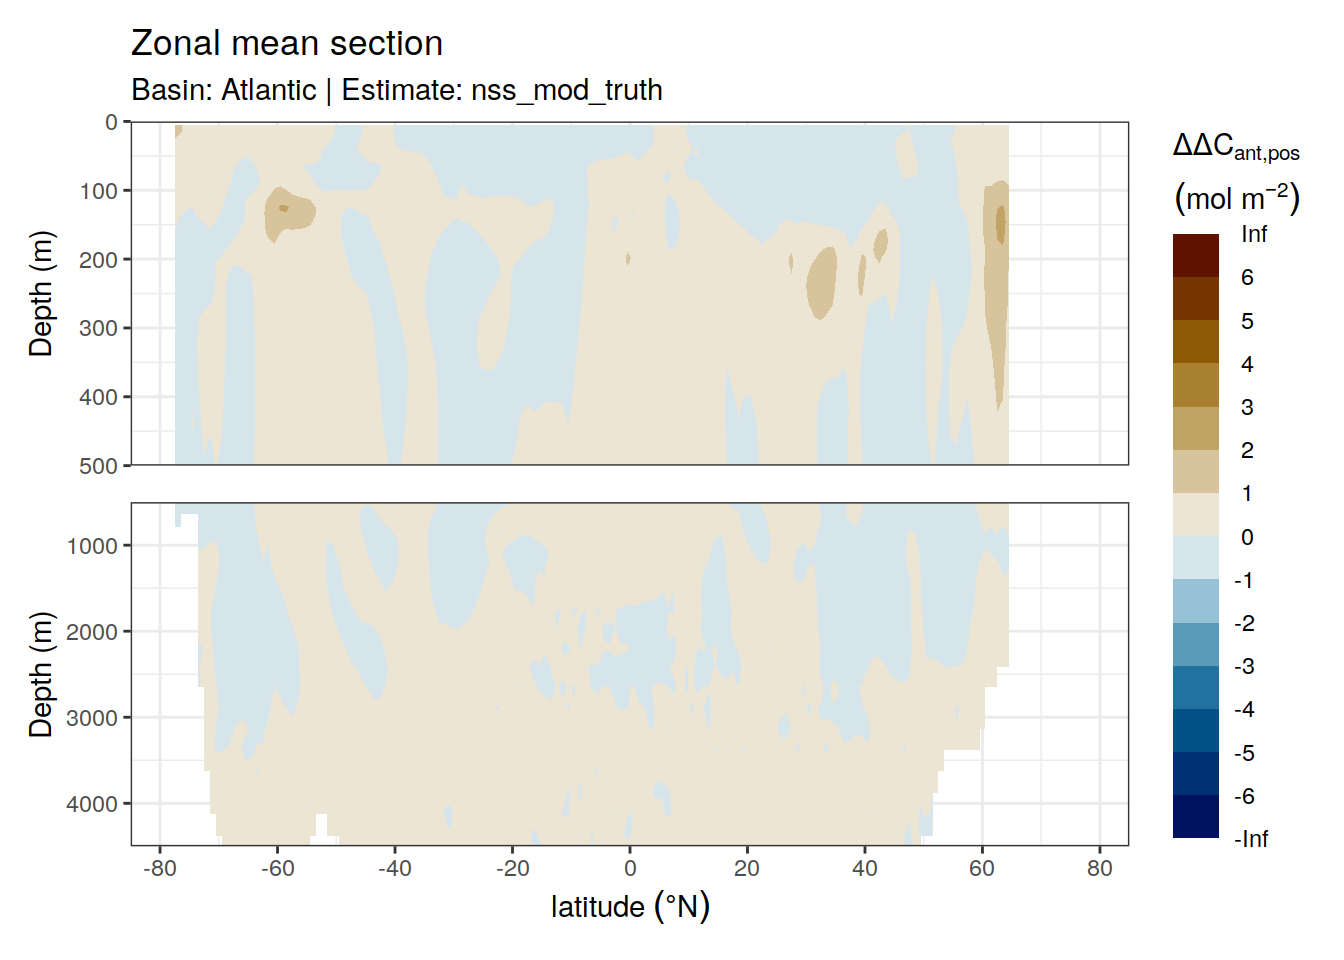 Zonal mean section
Basin: Atlantic | Estimate: nss_mod_truth
0
100
200
300
400
500
Depth (m)
1000
2000
3000
4000
Depth (m)
-80 -60 -40 -20 0 20 40 60 80
latitude (°N)
ΔΔCant,pos
(mol m−2)
Inf
6
5
4
3
2
1
0
-1
-2
-3
-4
-5
-6
-Inf